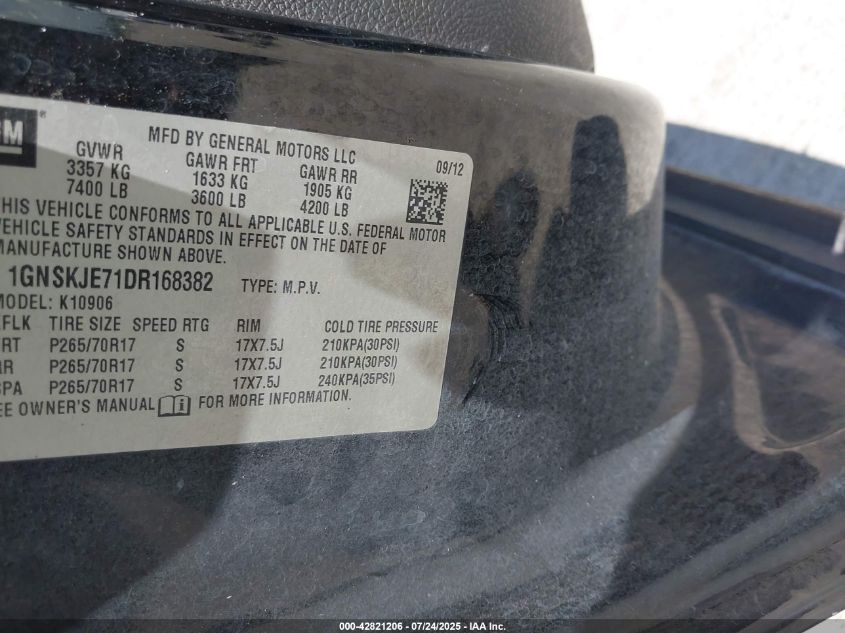 GM®
MFD BY GENERAL MOTORS LLC
GVWR GAWR FRT GAWR RR 09/12
3357 KG 1633 KG 1905 KG
7400 LB 3600 LB 4200 LB
THIS VEHICLE CONFORMS TO ALL APPLICABLE U.S. FEDERAL MOTOR
VEHICLE SAFETY STANDARDS IN EFFECT ON THE DATE OF
MANUFACTURE SHOWN ABOVE.
1GNSKJE71DR168382 TYPE: M.P.V.
MODEL: K10906
FLK TIRE SIZE SPEED RTG RIM COLD TIRE PRESSURE
RT P265/70R17 S 17X7.5J 210KPA(30PSI)
RR P265/70R17 S 17X7.5J 210KPA(30PSI)
SPA P265/70R17 S 17X7.5J 240KPA(35PSI)
EE OWNER'S MANUAL i FOR MORE INFORMATION.
000-42821206 - 07/24/2025 - IAA Inc.